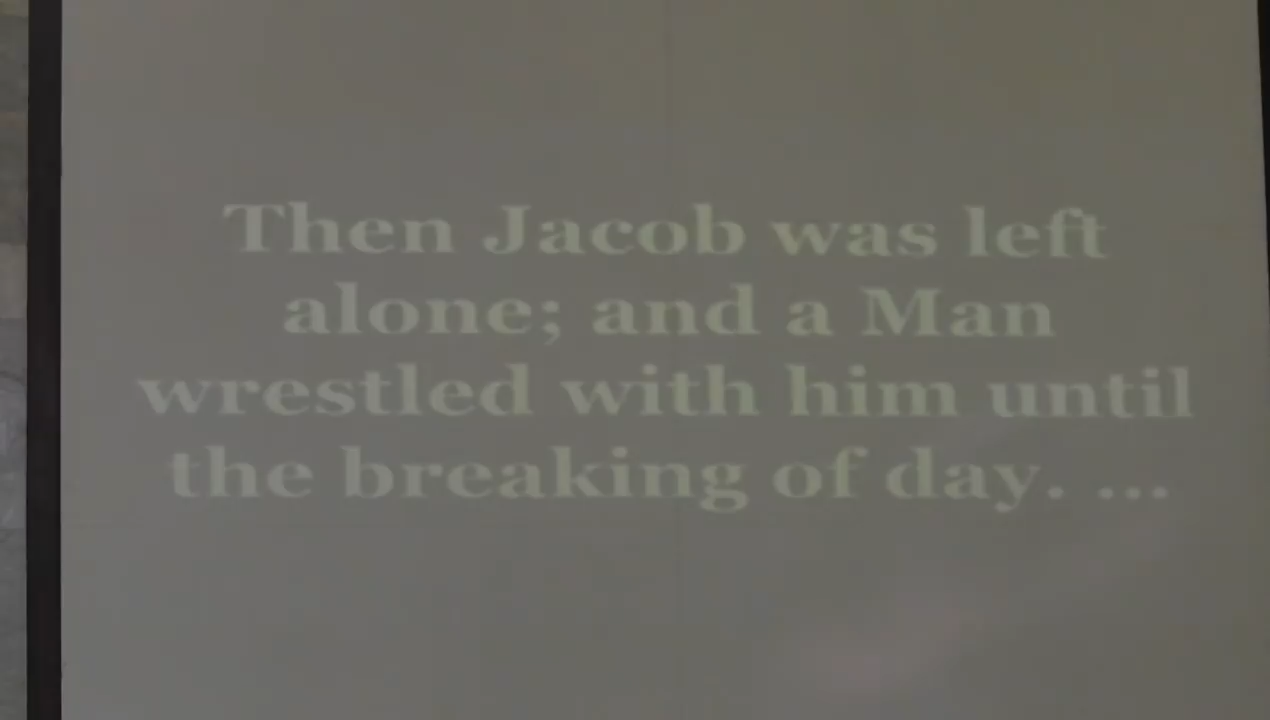 Then Jacob was left
alone; and a Man
wrestled with him until
the breaking of day. ...